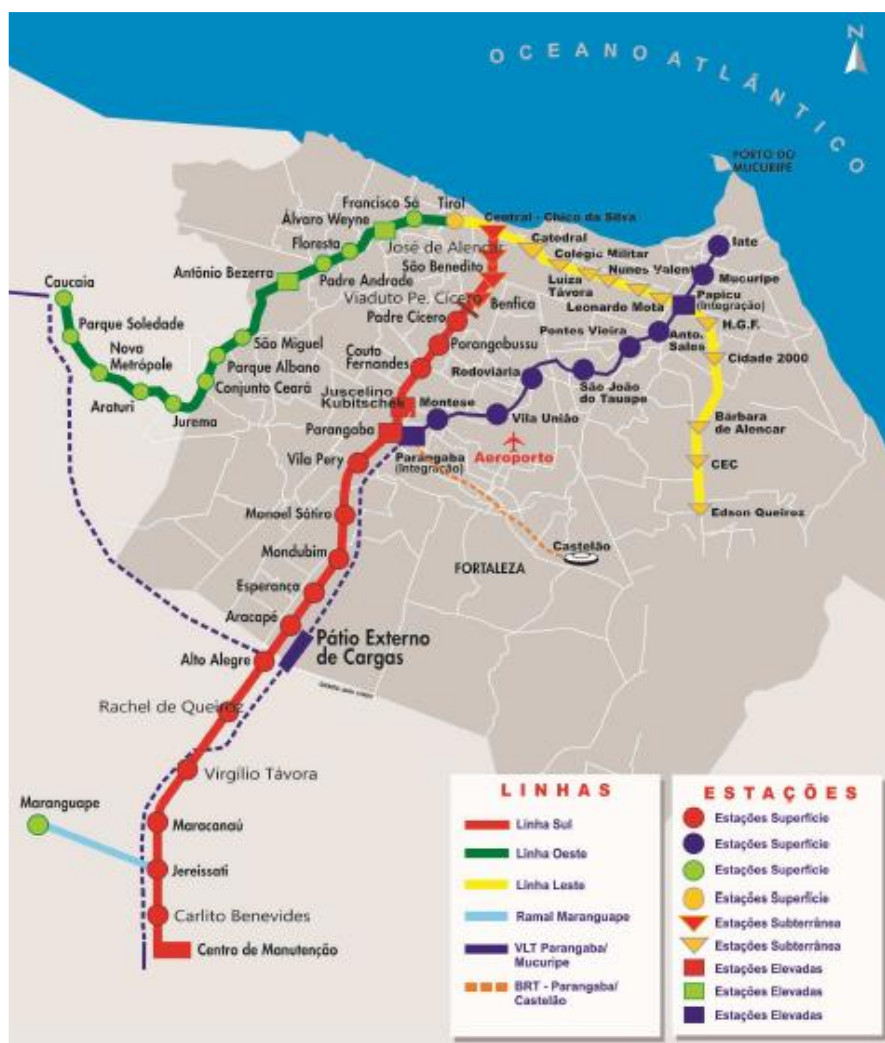 N
OCEANO ATLÂNTICO
PORTO DO
MUCURIPE
Francisco Sá
Tirol
Álvaro Weyne
Central - Chico da Silva
Iate
José de Alencar
Catedral
Floresta
Colégio Militar
São Benedito
Nunes Valente
Mucuripe
Antônio Bezerra
Padre Andrade
Luiza
Távora
Caucaia
Viaduto Pe. Cícero
Benfica
Leonardo Mota
Papicu
(Integração)
Padre Cícero
H.G.F.
Parque Soledade
Pontes Vieira
Anto.
Sales
São Miguel
Porangabussu
Nova
Metrópole
Couto
Fernandes
Cidade 2000
Parque Albano
Rodoviária
Conjunto Ceará
São João
do Tauape
Araturi
Juscelino
Kubitschek
Montese
Jurema
Vila União
Bárbara
de Alencar
Parangaba
Parangaba
(Integração)
Aeroporto
Vila Pery
CEC
Manoel Sátiro
Edson Queiroz
Mondubim
Castelão
FORTALEZA
Esperança
Aracapé
Pátio Externo
de Cargas
Alto Alegre
Rachel de Queiroz
Virgílio Távora
Maranguape
Maracanaú
Jereissati
Carlito Benevides
Centro de Manutenção
LINHAS
Linha Sul
Linha Oeste
Linha Leste
Ramal Maranguape
VLT Parangaba/
Mucuripe
BRT - Parangaba/
Castelão
ESTAÇÕES
Estações Superfície
Estações Superfície
Estações Superfície
Estações Superfície
Estações Subterrânea
Estações Subterrânea
Estações Elevadas
Estações Elevadas
Estações Elevadas